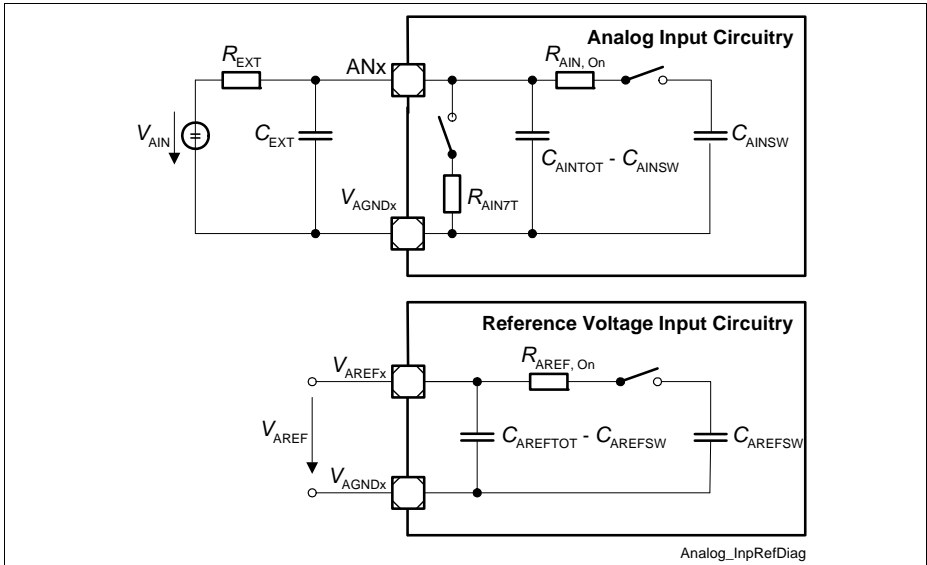 Analog Input Circuitry
REXT
ANx
RAIN, On
VAIN
CEXT
CAINTOT - CAINSW
CAINSW
RAIN7T
VAGNDx
Reference Voltage Input Circuitry
VAREFx
RAREF, On
VAREF
CAREFTOT - CAREFSW
CAREFSW
VAGNDx
Analog_InpRefDiag